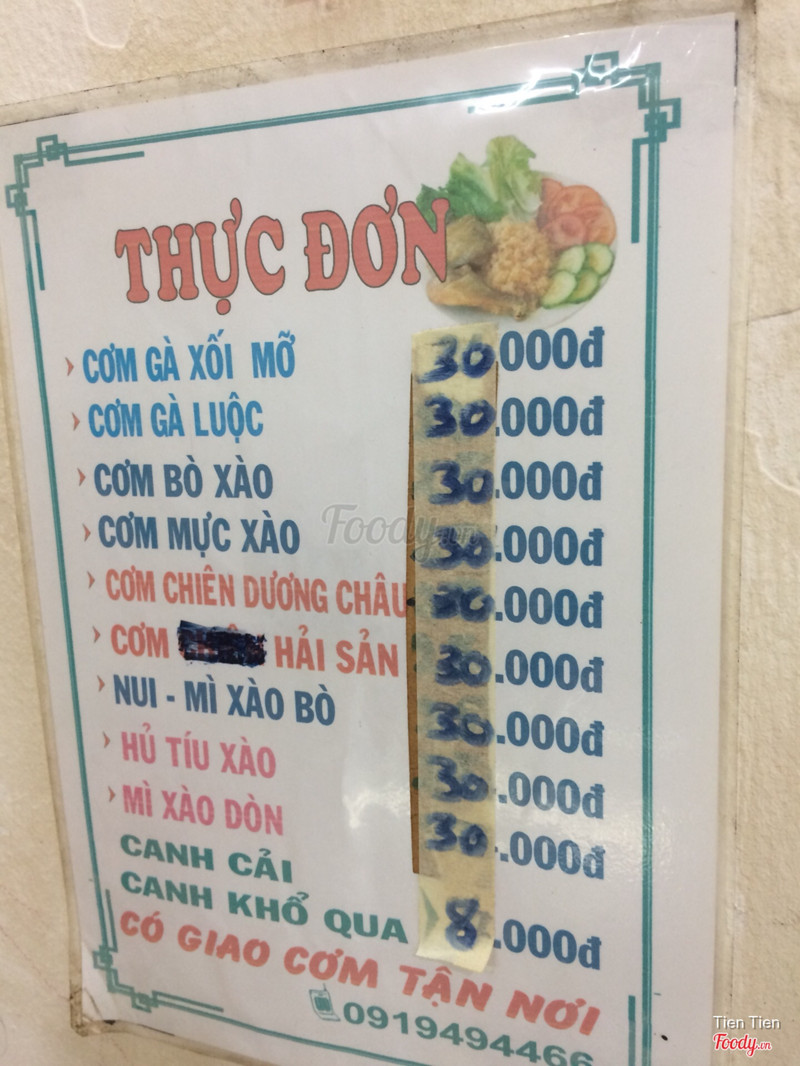 THỰC ĐƠN
CƠM GÀ XỐI MỠ 30.000đ
CƠM GÀ LUỘC 30.000đ
CƠM BÒ XÀO 30.000đ
CƠM MỰC XÀO 30.000đ
CƠM CHIÊN DƯƠNG CHÂU 30.000đ
CƠM HẢI SẢN 30.000đ
NUI - MÌ XÀO BÒ 30.000đ
HỦ TÍU XÀO 30.000đ
MÌ XÀO DÒN 30.000đ
CANH CẢI
CANH KHỔ QUA 8.000đ
CÓ GIAO CƠM TẬN NƠI
0919494466
Foody.vn
Tien Tien
Foody.vn